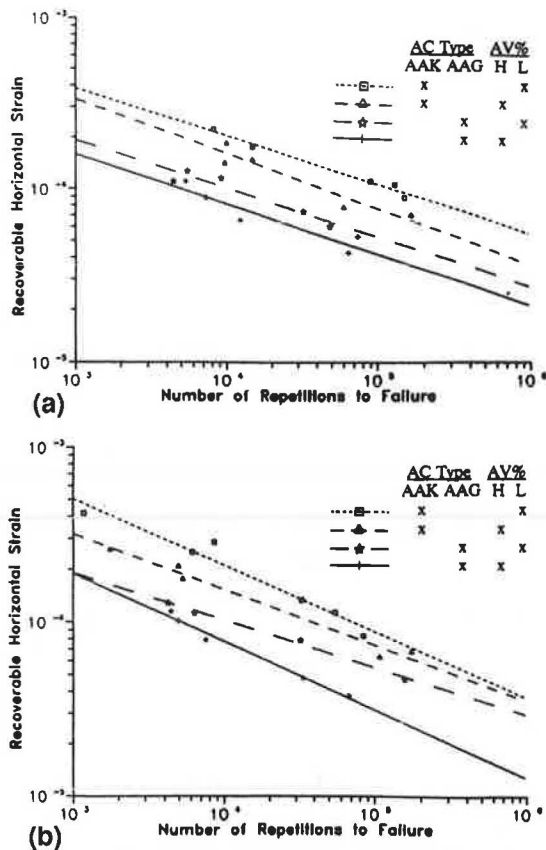 10⁻³
AC Type AV%
AAK AAG H L
x x
x x
x x
x x
Recoverable Horizontal Strain
10⁻⁴
10⁻⁵
10³ 10⁴ 10⁵ 10⁶
(a) Number of Repetitions to Failure
10⁻³
AC Type AV%
AAK AAG H L
x x
x x
x x
x x
Recoverable Horizontal Strain
10⁻⁴
10⁻⁵
10³ 10⁴ 10⁵ 10⁶
(b) Number of Repetitions to Failure